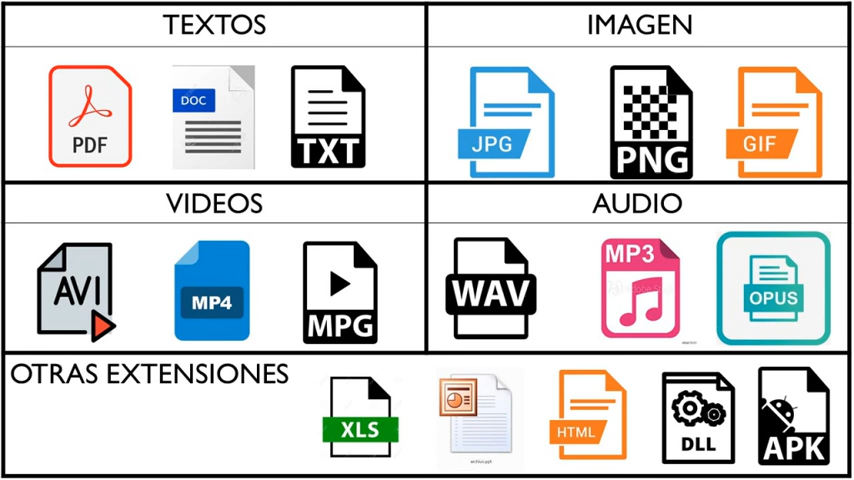 TEXTOS
IMAGEN
PDF
DOC
TXT
JPG
PNG
GIF
VIDEOS
AUDIO
AVI
MP4
MPG
WAV
MP3
OPUS
OTRAS EXTENSIONES
XLS
HTML
DLL
APK